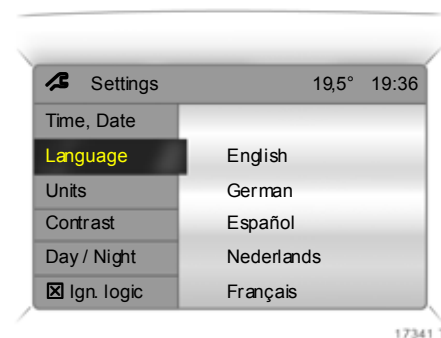 Settings 19,5° 19:36
Time, Date
Language English
Units German
Contrast Español
Day / Night Nederlands
Ign. logic Français
17341 T